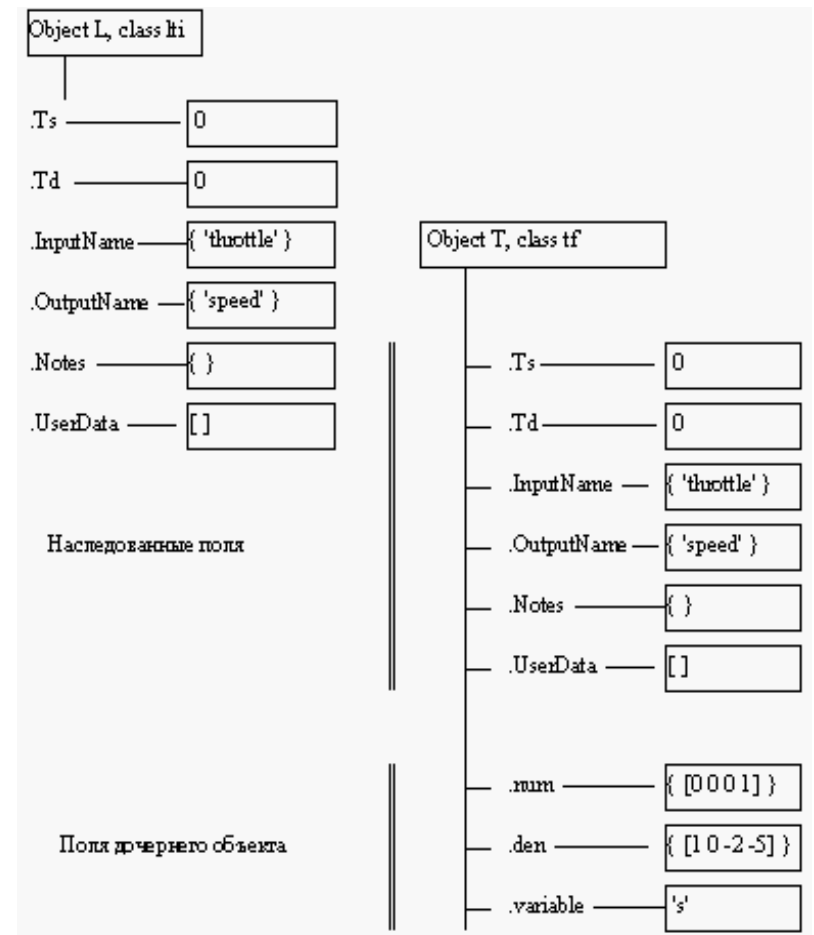 Object L, class lti
.Ts 0
.Td 0
.InputName { 'throttle' }
.OutputName { 'speed' }
.Notes { }
.UserData [ ]
Наследованные поля
Object T, class tf
.Ts 0
.Td 0
.InputName { 'throttle' }
.OutputName { 'speed' }
.Notes { }
.UserData [ ]
Поля дочернего объекта
.num { [0 0 0 1] }
.den { [1 0 -2 -5] }
.variable 's'